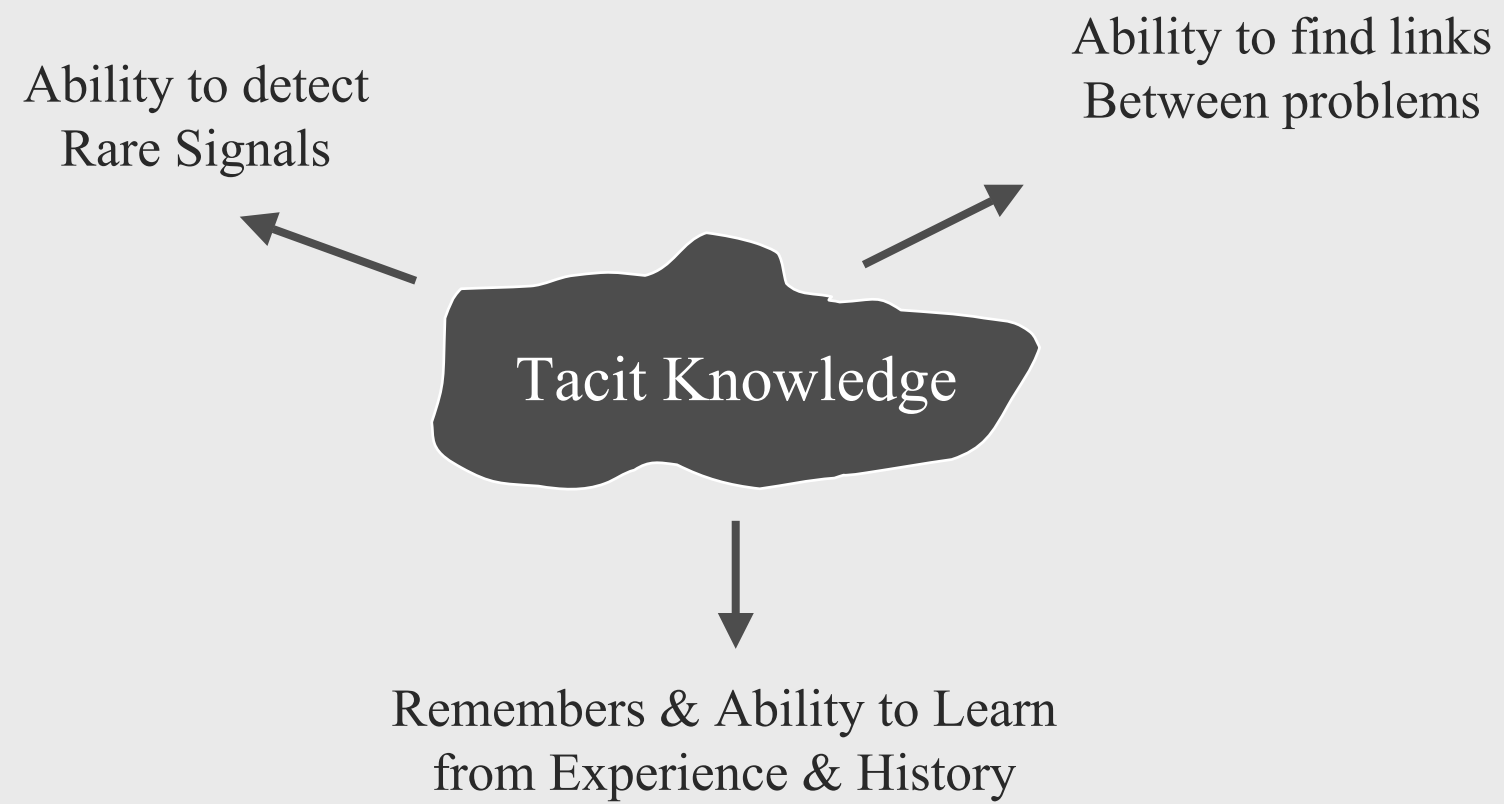 Ability to detect
Rare Signals
Ability to find links
Between problems
Tacit Knowledge
Remembers & Ability to Learn
from Experience & History